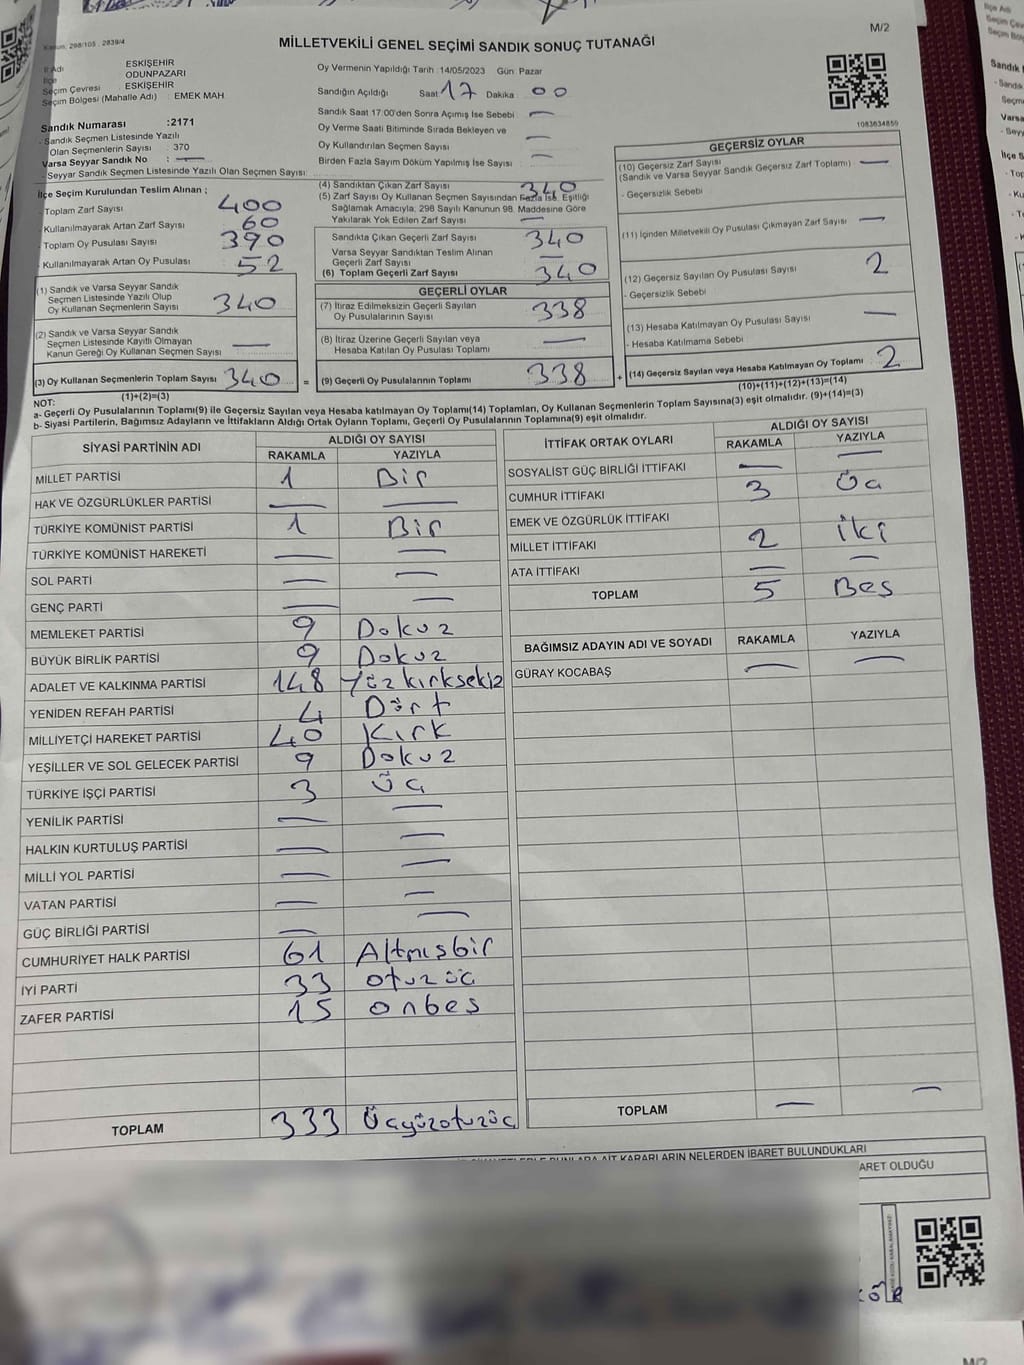 M/2
Kanun: 298/105, 2839/4
MİLLETVEKİLİ GENEL SEÇİMİ SANDIK SONUÇ TUTANAĞI
İl Adı ESKİŞEHİR
İlçe ODUNPAZARI
Seçim Çevresi : ESKİŞEHİR
Seçim Bölgesi (Mahalle Adı) : EMEK MAH
Sandık Numarası :2171
- Sandık Seçmen Listesinde Yazılı
Olan Seçmenlerin Sayısı : 370
Varsa Seyyar Sandık No : —
- Seyyar Sandık Seçmen Listesinde Yazılı Olan Seçmen Sayısı:
Oy Vermenin Yapıldığı Tarih :14/05/2023 Gün: Pazar
Sandığın Açıldığı Saat 17 Dakika 00
Sandık Saat 17:00'den Sonra Açımış İse Sebebi —
Oy Verme Saati Bitiminde Sırada Bekleyen ve —
Oy Kullandırılan Seçmen Sayısı
Birden Fazla Sayım Döküm Yapılmış İse Sayısı —
1083634850
İlçe Seçim Kurulundan Teslim Alınan ;
- Toplam Zarf Sayısı 400
- Kullanılmayarak Artan Zarf Sayısı 60
- Toplam Oy Pusulası Sayısı 390
- Kullanılmayarak Artan Oy Pusulası 52
(1) Sandık ve Varsa Seyyar Sandık
Seçmen Listesinde Yazılı Olup
Oy Kullanan Seçmenlerin Sayısı 340
(2) Sandık ve Varsa Seyyar Sandık
Seçmen Listesinde Kayıtlı Olmayan
Kanun Gereği Oy Kullanan Seçmen Sayısı —
(3) Oy Kullanan Seçmenlerin Toplam Sayısı 340
(1)+(2)=(3)
(4) Sandıktan Çıkan Zarf Sayısı 340
(5) Zarf Sayısı Oy Kullanan Seçmen Sayısından Fazla İse, Eşitliği
Sağlamak Amacıyla, 298 Sayılı Kanunun 98. Maddesine Göre
Yakılarak Yok Edilen Zarf Sayısı —
Sandıkta Çıkan Geçerli Zarf Sayısı 340
Varsa Seyyar Sandıktan Teslim Alınan
Geçerli Zarf Sayısı —
(6) Toplam Geçerli Zarf Sayısı 340
GEÇERLİ OYLAR
(7) İtiraz Edilmeksizin Geçerli Sayılan
Oy Pusulalarının Sayısı 338
(8) İtiraz Üzerine Geçerli Sayılan veya
Hesaba Katılan Oy Pusulası Toplamı —
= (9) Geçerli Oy Pusulalarının Toplamı 338
GEÇERSİZ OYLAR
(10) Geçersiz Zarf Sayısı —
(Sandık ve Varsa Seyyar Sandık Geçersiz Zarf Toplamı)
- Geçersizlik Sebebi
(11) İçinden Milletvekili Oy Pusulası Çıkmayan Zarf Sayısı —
(12) Geçersiz Sayılan Oy Pusulası Sayısı 2
- Geçersizlik Sebebi
(13) Hesaba Katılmayan Oy Pusulası Sayısı —
- Hesaba Katılmama Sebebi
+ (14) Geçersiz Sayılan veya Hesaba Katılmayan Oy Toplamı 2
(10)+(11)+(12)+(13)=(14)
NOT:
a- Geçerli Oy Pusulalarının Toplamı(9) ile Geçersiz Sayılan veya Hesaba katılmayan Oy Toplamı(14) Toplamları, Oy Kullanan Seçmenlerin Toplam Sayısına(3) eşit olmalıdır. (9)+(14)=(3)
b- Siyasi Partilerin, Bağımsız Adayların ve İttifakların Aldığı Ortak Oyların Toplamı, Geçerli Oy Pusulalarının Toplamına(9) eşit olmalıdır.
SİYASİ PARTİNİN ADI ALDIĞI OY SAYISI
RAKAMLA YAZIYLA
MİLLET PARTİSİ 1 Bir
HAK VE ÖZGÜRLÜKLER PARTİSİ — —
TÜRKİYE KOMÜNİST PARTİSİ 1 Bir
TÜRKİYE KOMÜNİST HAREKETİ — —
SOL PARTİ — —
GENÇ PARTİ — —
MEMLEKET PARTİSİ 9 Dokuz
BÜYÜK BİRLİK PARTİSİ 9 Dokuz
ADALET VE KALKINMA PARTİSİ 148 Yüzkırksekiz
YENİDEN REFAH PARTİSİ 4 Dört
MİLLİYETÇİ HAREKET PARTİSİ 40 Kırk
YEŞİLLER VE SOL GELECEK PARTİSİ 9 Dokuz
TÜRKİYE İŞÇİ PARTİSİ 3 Üç
YENİLİK PARTİSİ — —
HALKIN KURTULUŞ PARTİSİ — —
MİLLİ YOL PARTİSİ — —
VATAN PARTİSİ — —
GÜÇ BİRLİĞİ PARTİSİ — —
CUMHURİYET HALK PARTİSİ 61 Altmışbir
İYİ PARTİ 33 otuzüç
ZAFER PARTİSİ 15 onbes
TOPLAM 333 Üçyüzotuzüç
İTTİFAK ORTAK OYLARI ALDIĞI OY SAYISI
RAKAMLA YAZIYLA
SOSYALİST GÜÇ BİRLİĞİ İTTİFAKI — —
CUMHUR İTTİFAKI 3 Üç
EMEK VE ÖZGÜRLÜK İTTİFAKI
MİLLET İTTİFAKI 2 İki
ATA İTTİFAKI — —
TOPLAM 5 Bes
BAĞIMSIZ ADAYIN ADI VE SOYADI RAKAMLA YAZIYLA
GÜRAY KOCABAŞ — —
TOPLAM — —
AİT KARARLARIN NELERDEN İBARET BULUNDUKLARI
ARET OLDUĞU